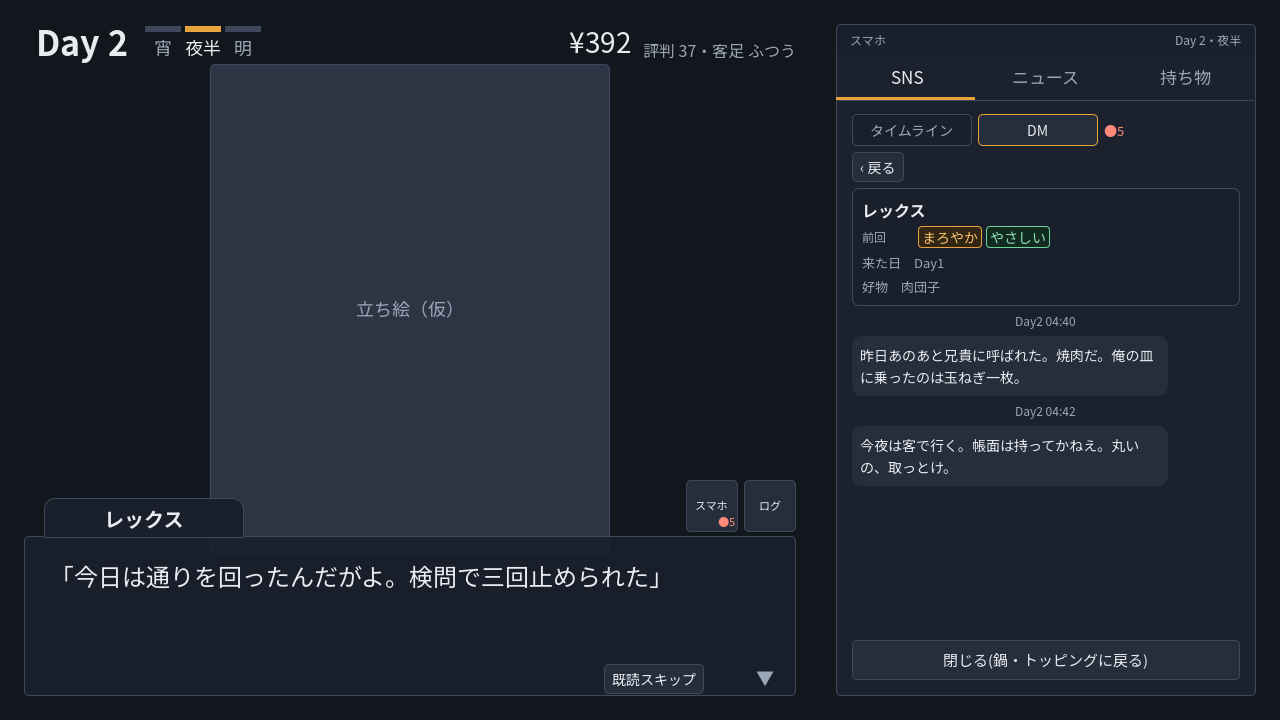 Day 2
宵 夜半 明
¥392 評判 37・客足 ふつう
立ち絵（仮）
スマホ ●5
ログ
レックス
「今日は通りを回ったんだがよ。検問で三回止められた」
既読スキップ ▼
スマホ Day 2・夜半
SNS ニュース 持ち物
タイムライン DM ●5
‹ 戻る
レックス
前回 まろやか やさしい
来た日 Day1
好物 肉団子
Day2 04:40
昨日あのあと兄貴に呼ばれた。焼肉だ。俺の皿
に乗ったのは玉ねぎ一枚。
Day2 04:42
今夜は客で行く。帳面は持ってかねえ。丸い
の、取っとけ。
閉じる(鍋・トッピングに戻る)